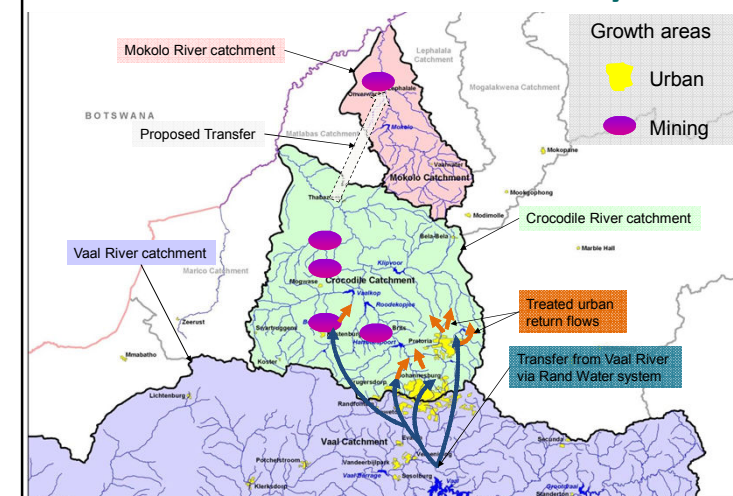 Growth areas
Urban
Mining
Mokolo River catchment
Lephalala
Catchment
Mogalakwena Catchment
BOTSWANA
Proposed Transfer
Matlabas Catchment
Lephalale
Mokolo
Vaalwater
Mokolo Catchment
Mokopane
Mookgophong
Modimolle
Thabazimbi
Crocodile River catchment
Bela-Bela
Marble Hall
Vaal River catchment
Marico Catchment
Klipvoor
Mogwase
Crocodile Catchment
Vaalkop
Roodekopjes
Treated urban
return flows
Zeerust
Swartruggens
Brits
Pretoria
Mmabatho
Koster
Transfer from Vaal River
via Rand Water system
Johannesburg
Krugersdorp
Lichtenburg
Randfontein
Vaal Catchment
Secunda
Potchefstroom
Vanderbijlpark
Vaal Barrage
Sasolburg
Vaal
Grootdraai
Standerton
Klerksdorp